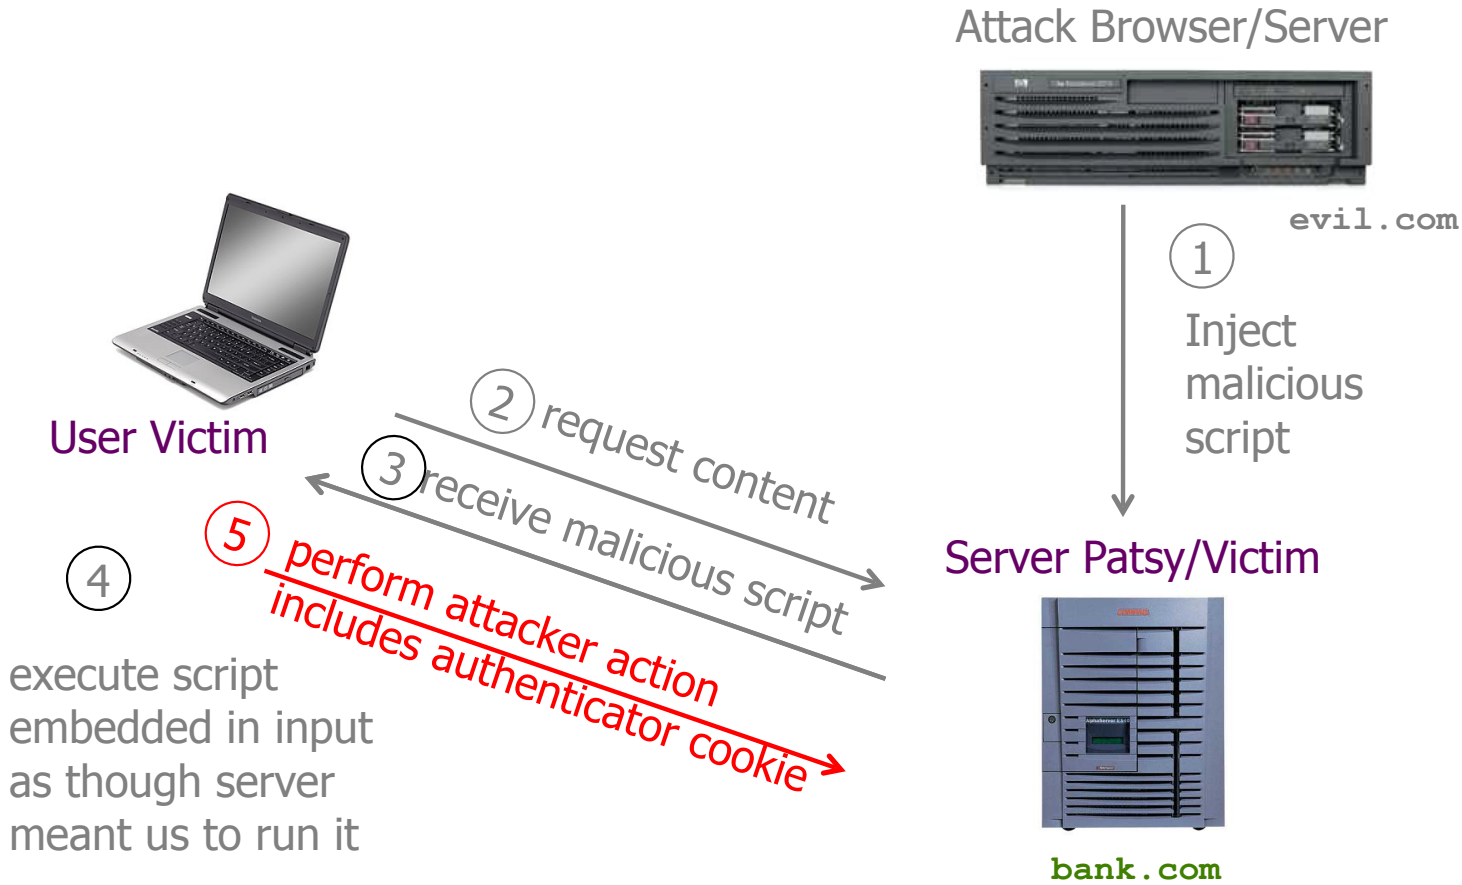 Attack Browser/Server
evil.com
1
Inject
malicious
script
User Victim
2 request content
3 receive malicious script
5 perform attacker action
includes authenticator cookie
4
execute script
embedded in input
as though server
meant us to run it
Server Patsy/Victim
bank.com